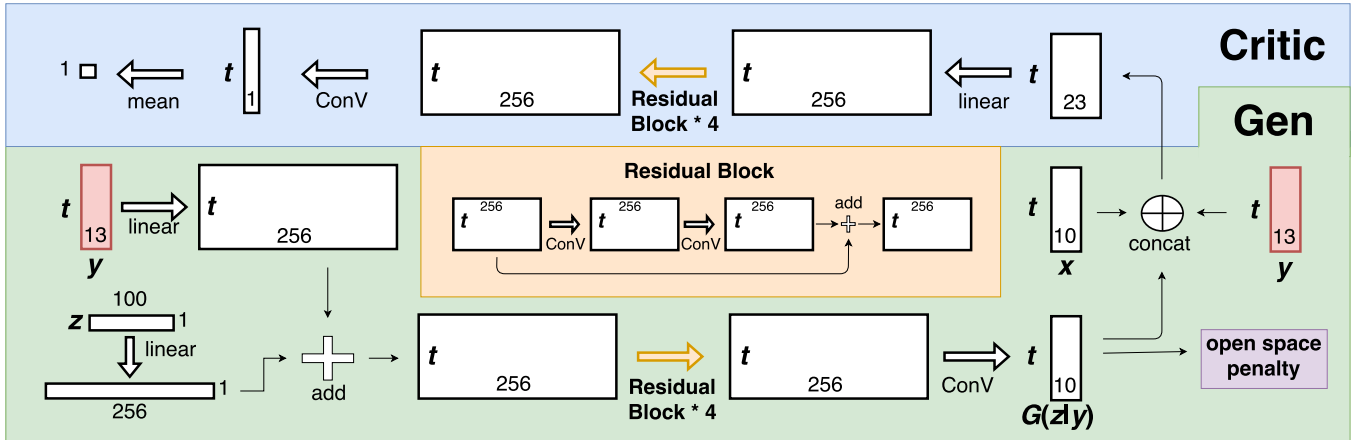 Critic
1
mean
t
1
ConV
t
256
Residual
Block * 4
t
256
linear
t
23
Gen
t
13
y
linear
t
256
Residual Block
t
256
ConV
t
256
ConV
t
256
add
t
256
t
10
x
concat
t
13
y
100
z
1
linear
1
256
add
t
256
Residual
Block * 4
t
256
ConV
t
10
G(z|y)
open space
penalty